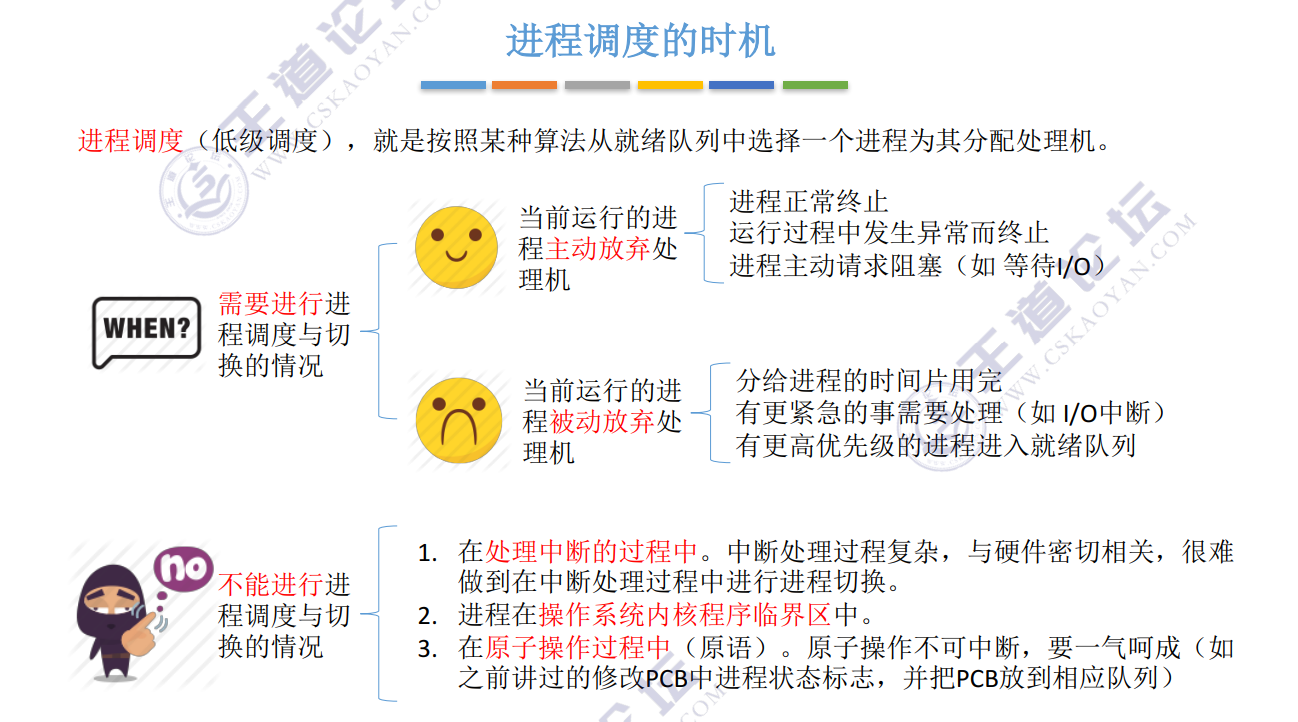 进程调度的时机
进程调度（低级调度），就是按照某种算法从就绪队列中选择一个进程为其分配处理机。
WHEN?
需要进行进
程调度与切
换的情况
当前运行的进
程主动放弃处
理机
进程正常终止
运行过程中发生异常而终止
进程主动请求阻塞（如 等待I/O）
当前运行的进
程被动放弃处
理机
分给进程的时间片用完
有更紧急的事需要处理（如 I/O中断）
有更高优先级的进程进入就绪队列
no
不能进行进
程调度与切
换的情况
1. 在处理中断的过程中。中断处理过程复杂，与硬件密切相关，很难
做到在中断处理过程中进行进程切换。
2. 进程在操作系统内核程序临界区中。
3. 在原子操作过程中（原语）。原子操作不可中断，要一气呵成（如
之前讲过的修改PCB中进程状态标志，并把PCB放到相应队列）
王道论坛
WWW.CSKAOYAN.COM
王道论坛
WWW.CSKAOYAN.COM